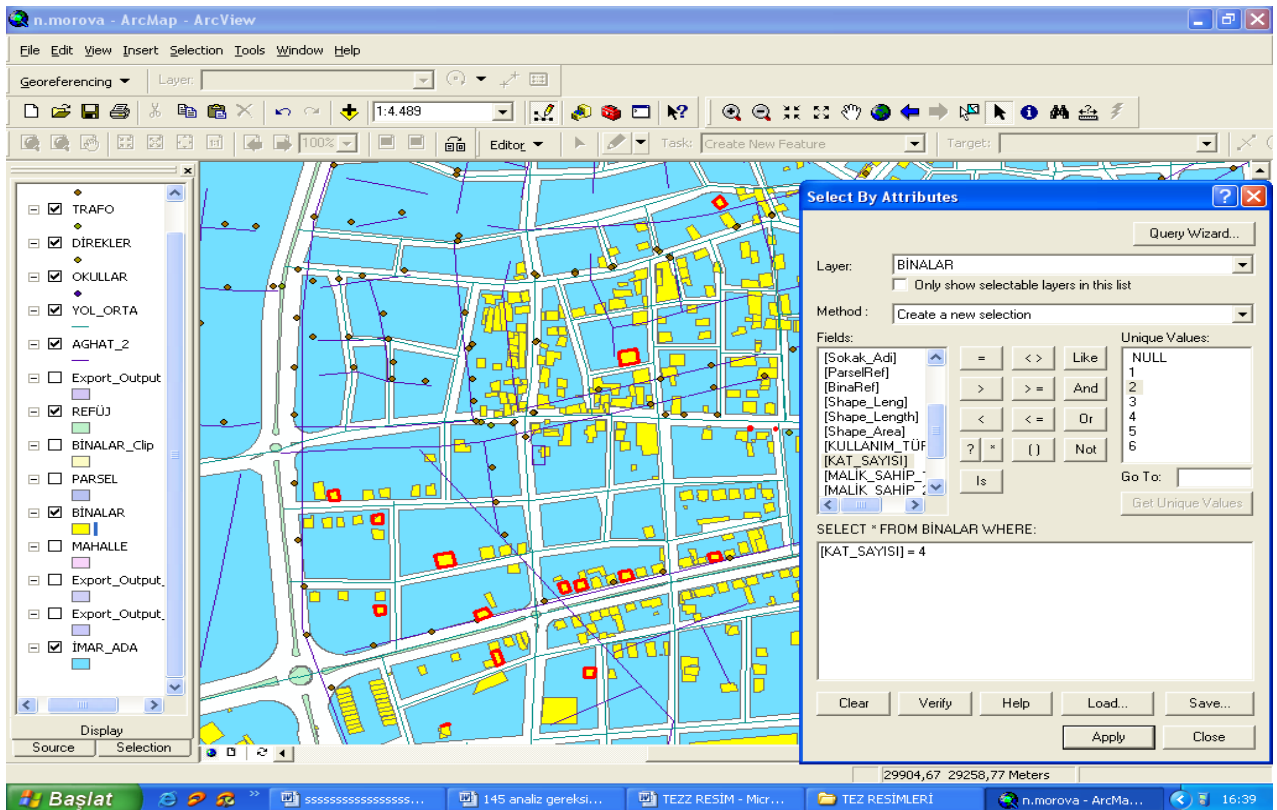 n.morova - ArcMap - ArcView
File Edit View Insert Selection Tools Window Help
Georeferencing Layer:
1:4.489
100% Editor Task: Create New Feature Target:
TRAFO
DİREKLER
OKULLAR
YOL_ORTA
AGHAT_2
Export_Output
REFÜJ
BİNALAR_Clip
PARSEL
BİNALAR
MAHALLE
Export_Output_
Export_Output_
İMAR_ADA
Display
Source Selection
Select By Attributes
Query Wizard...
Layer: BİNALAR
Only show selectable layers in this list
Method : Create a new selection
Fields: Unique Values:
[Sokak_Adi]
[ParselRef]
[BinaRef]
[Shape_Leng]
[Shape_Length]
[Shape_Area]
[KULLANIM_TÜR
[KAT_SAYISI]
[MALİK_SAHİP_
[MALİK_SAHİP_2
= < > Like
> > = And
< < = Or
? * ( ) Not
Is
NULL
1
2
3
4
5
6
Go To:
Get Unique Values
SELECT * FROM BİNALAR WHERE:
[KAT_SAYISI] = 4
Clear Verify Help Load... Save...
Apply Close
29904,67 29258,77 Meters
Başlat sssssssssssssssss... 145 analiz gereksi... TEZZ RESİM - Micr... TEZ RESİMLERİ n.morova - ArcMa... 16:39